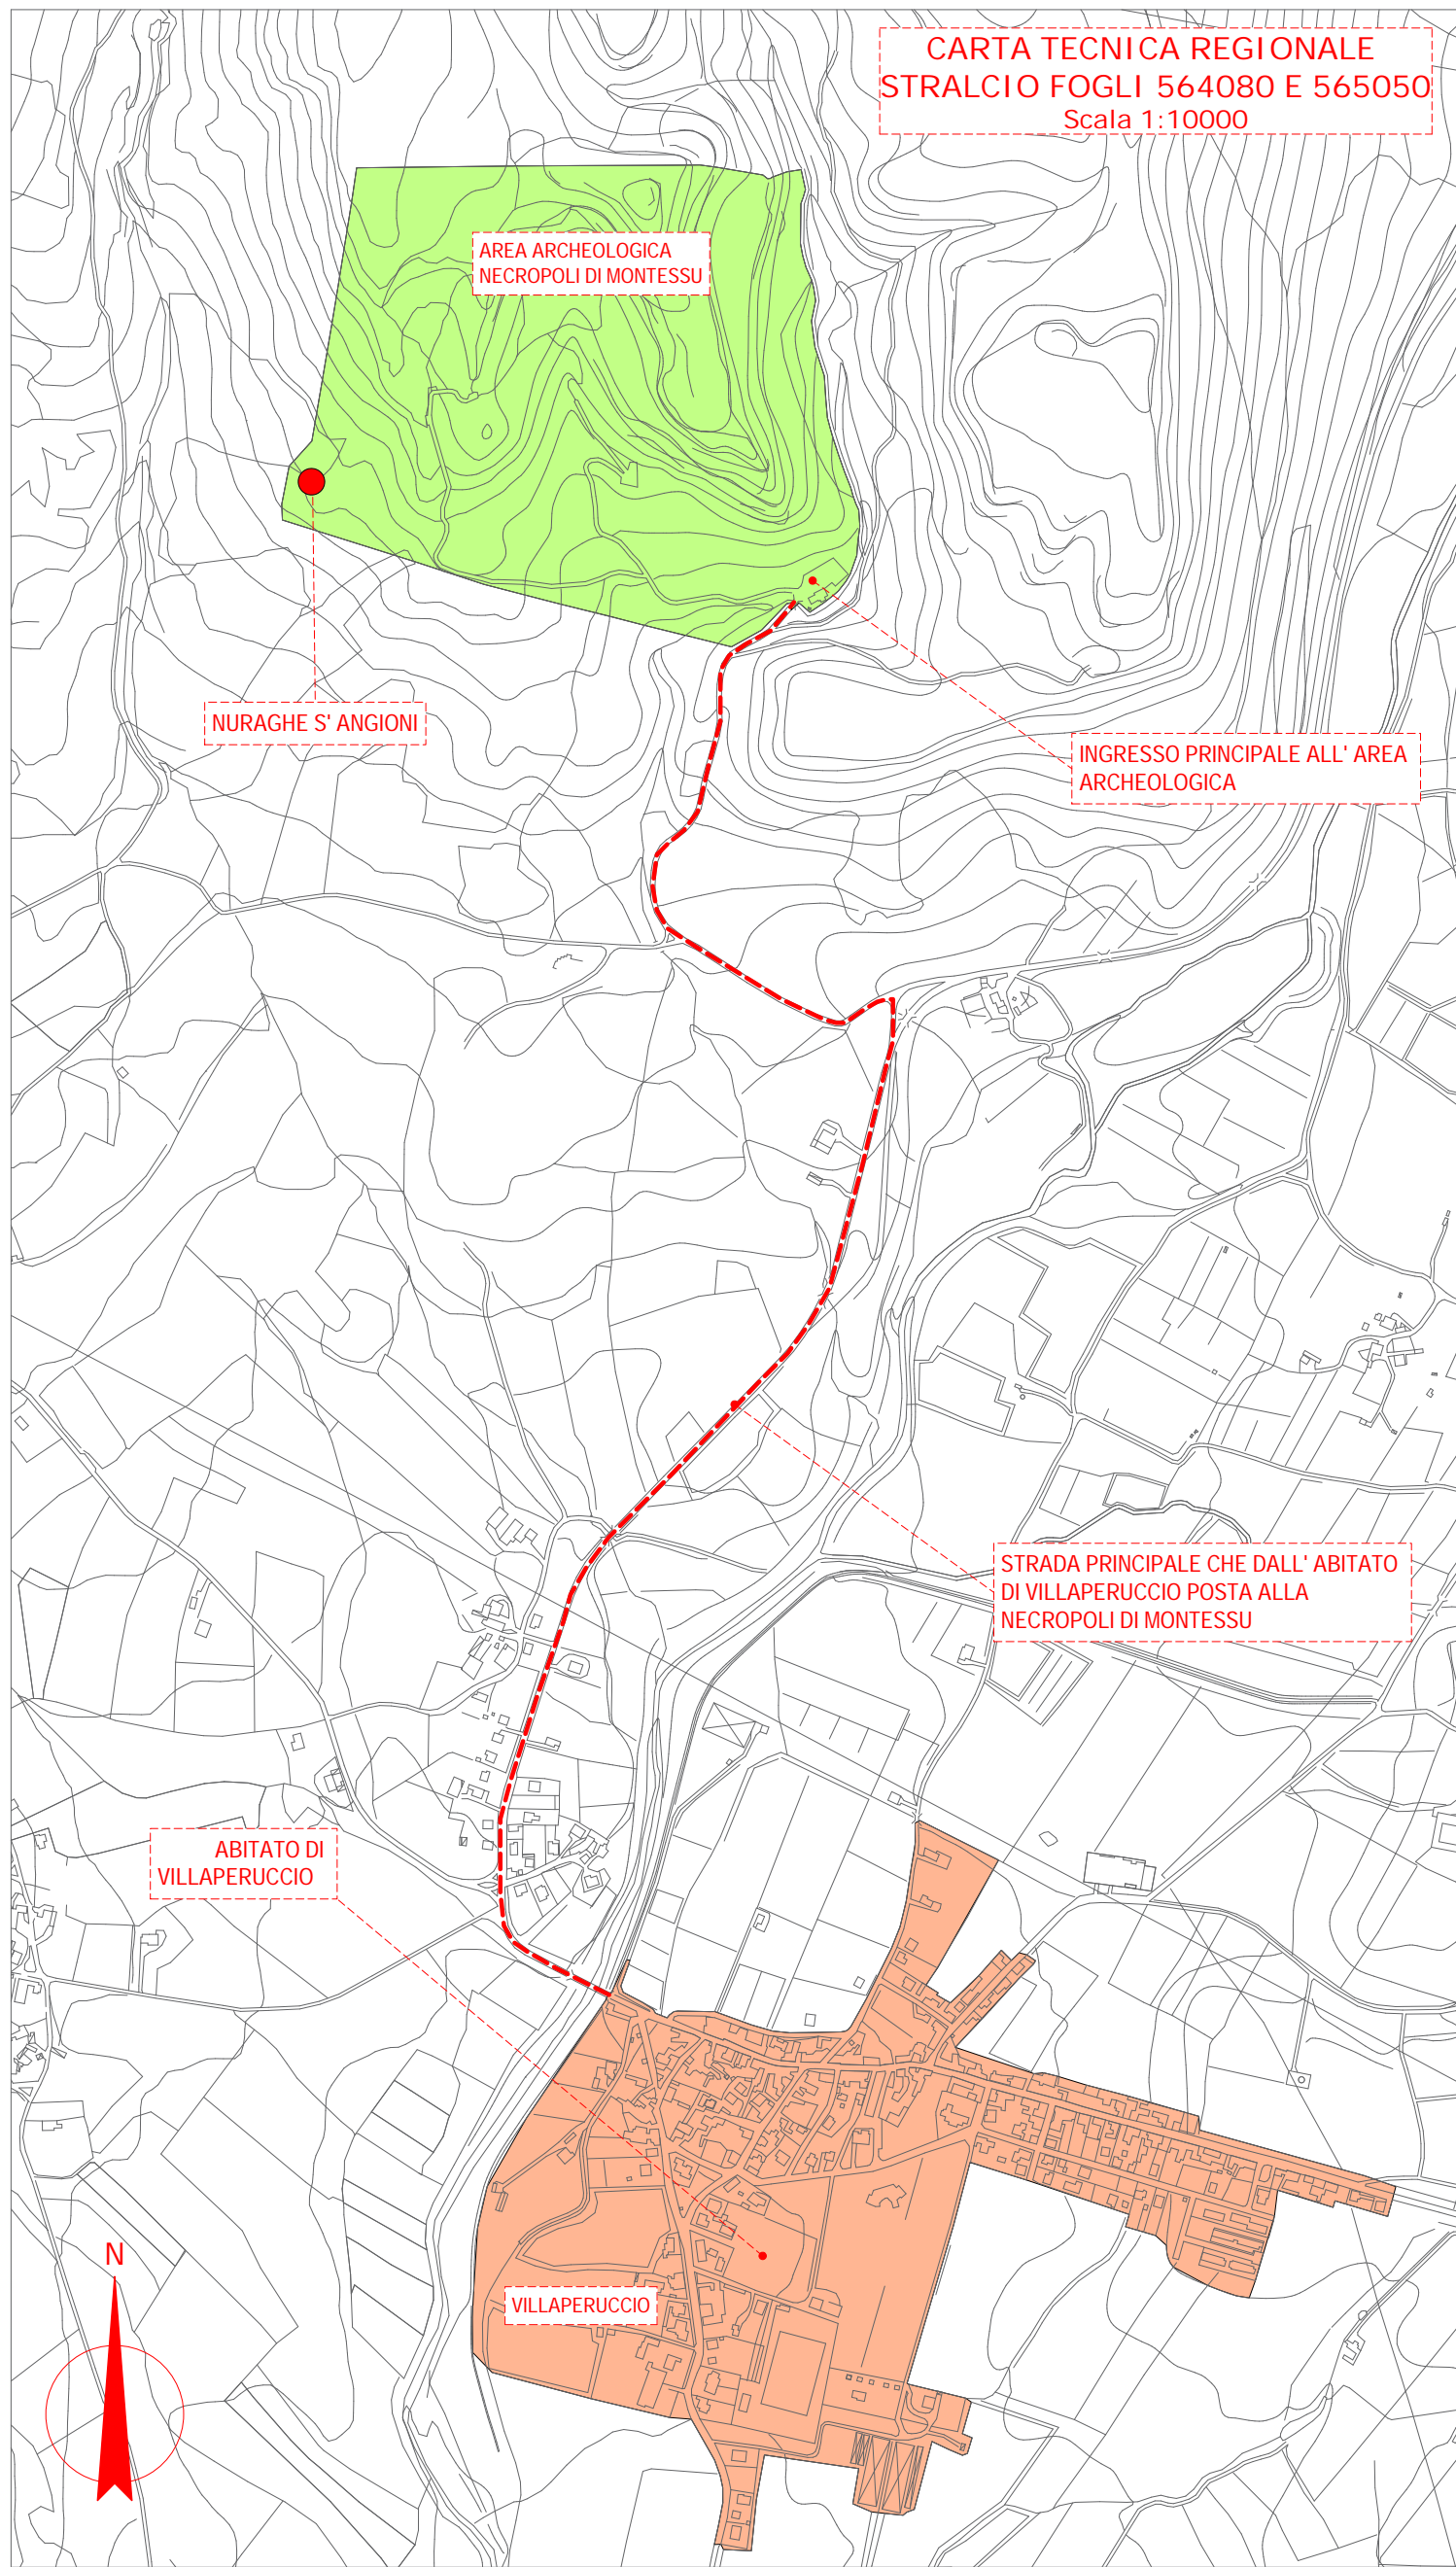 CARTA TECNICA REGIONALE
STRALCIO FOGLI 564080 E 565050
Scala 1:10000
AREA ARCHEOLOGICA
NECROPOLI DI MONTESSU
NURAGHE S' ANGIONI
INGRESSO PRINCIPALE ALL' AREA
ARCHEOLOGICA
STRADA PRINCIPALE CHE DALL' ABITATO
DI VILLAPERUCCIO POSTA ALLA
NECROPOLI DI MONTESSU
ABITATO DI
VILLAPERUCCIO
N
VILLAPERUCCIO